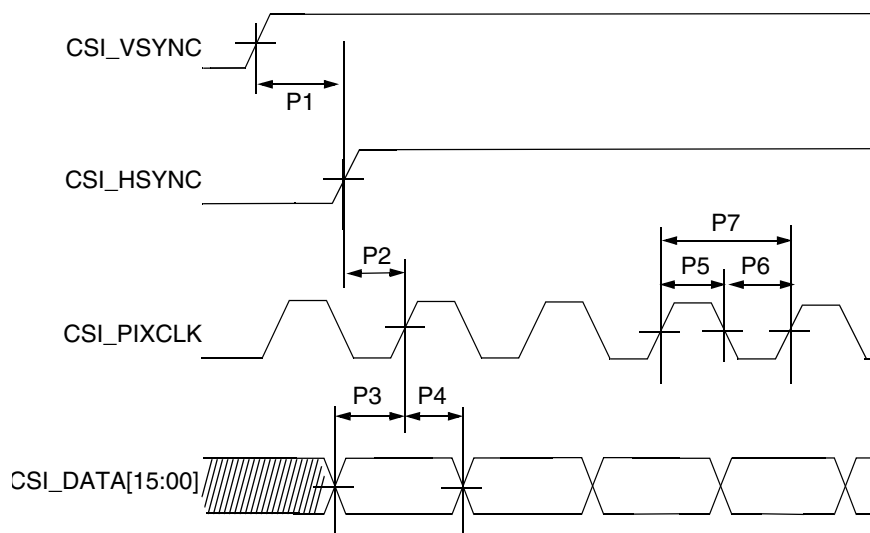 CSI_VSYNC
P1
CSI_HSYNC
P7
P2
P5
P6
CSI_PIXCLK
P3
P4
CSI_DATA[15:00]